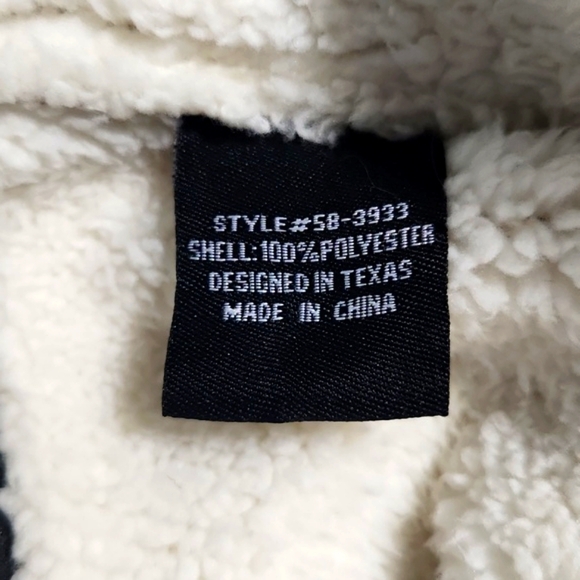 STYLE#58-3933
SHELL:100%POLYESTER
DESIGNED IN TEXAS
MADE IN CHINA